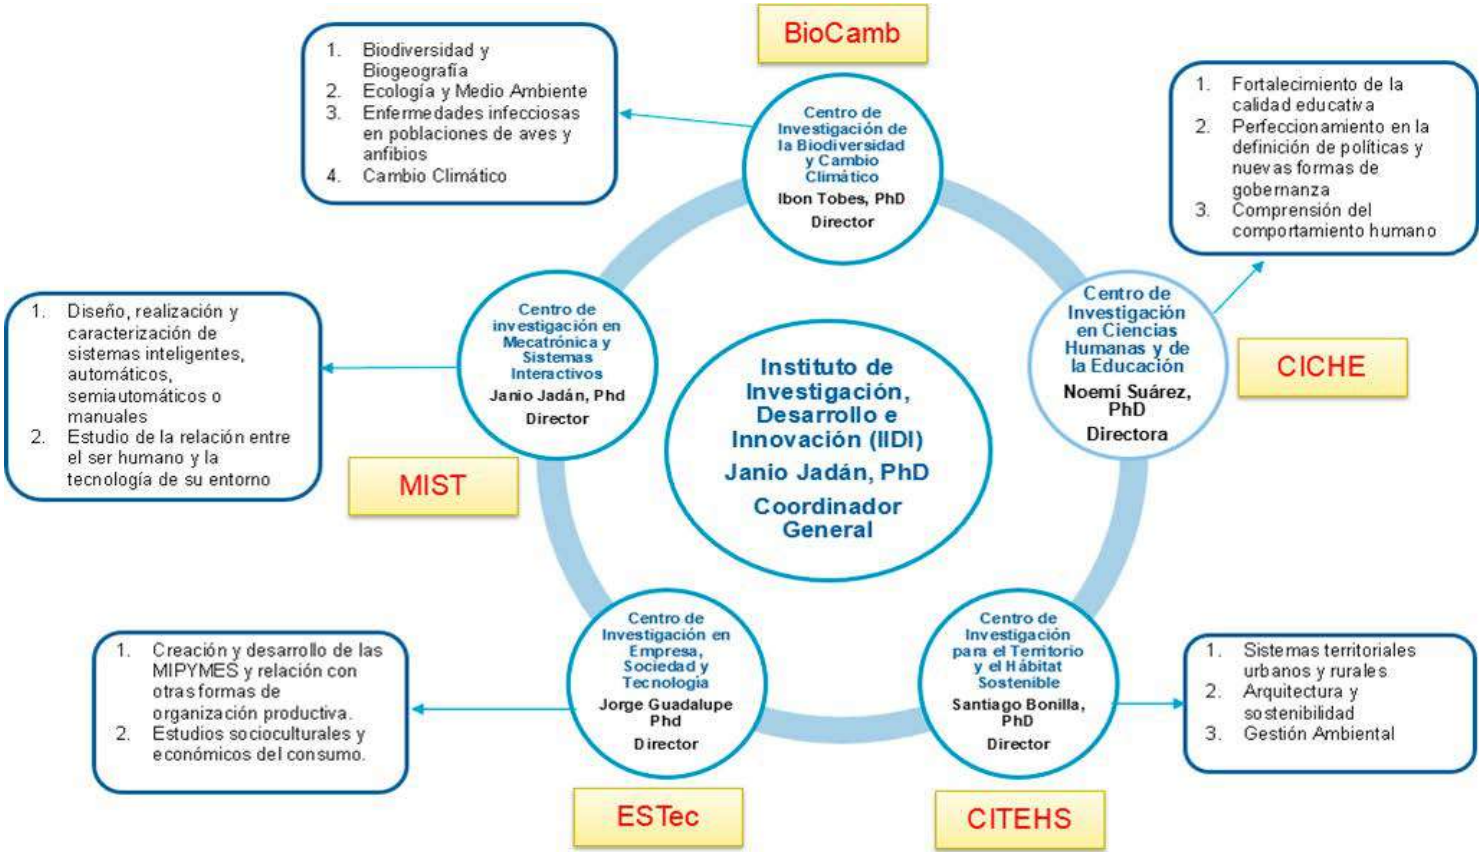 BioCamb
1. Biodiversidad y
Biogeografía
2. Ecología y Medio Ambiente
3. Enfermedades infecciosas
en poblaciones de aves y
anfibios
4. Cambio Climático
Centro de
Investigación de
la Biodiversidad
y Cambio
Climático
Ibon Tobes, PhD
Director
1. Fortalecimiento de la
calidad educativa
2. Perfeccionamiento en la
definición de políticas y
nuevas formas de
gobernanza
3. Comprensión del
comportamiento humano
Centro de
Investigación
en Ciencias
Humanas y de
la Educación
Noemí Suárez,
PhD
Directora
CICHE
1. Diseño, realización y
caracterización de
sistemas inteligentes,
automáticos,
semiautomáticos o
manuales
2. Estudio de la relación entre
el ser humano y la
tecnología de su entorno
Centro de
investigación en
Mecatrónica y
Sistemas
Interactivos
Janio Jadán, Phd
Director
MIST
Instituto de
Investigación,
Desarrollo e
Innovación (IIDI)
Janio Jadán, PhD
Coordinador
General
1. Creación y desarrollo de las
MIPYMES y relación con
otras formas de
organización productiva.
2. Estudios socioculturales y
económicos del consumo.
Centro de
Investigación en
Empresa,
Sociedad y
Tecnología
Jorge Guadalupe
Phd
Director
ESTec
Centro de
Investigación
para el Territorio
y el Hábitat
Sostenible
Santiago Bonilla,
PhD
Director
CITEHS
1. Sistemas territoriales
urbanos y rurales
2. Arquitectura y
sostenibilidad
3. Gestión Ambiental